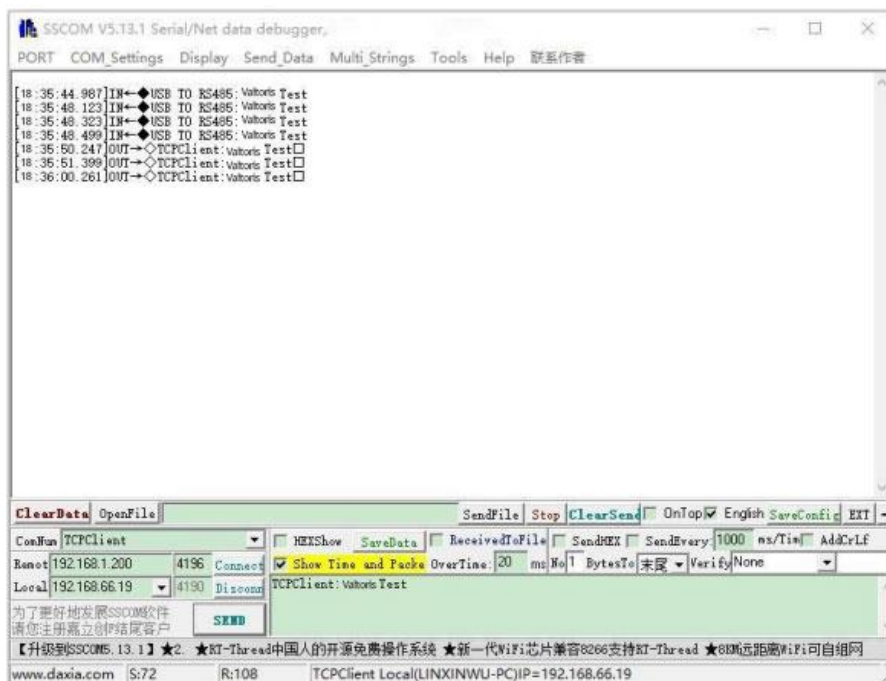 SSCOM V5.13.1 Serial/Net data debugger,
PORT COM_Settings Display Send_Data Multi_Strings Tools Help 联系作者
[18:35:44.987]IN←◆USB TO RS485: Valtoris Test
[18:35:48.123]IN←◆USB TO RS485: Valtoris Test
[18:35:48.323]IN←◆USB TO RS485: Valtoris Test
[18:35:48.499]IN←◆USB TO RS485: Valtoris Test
[18:35:50.247]OUT→◇TCPClient: Valtoris Test□
[18:35:51.399]OUT→◇TCPClient: Valtoris Test□
[18:36:00.261]OUT→◇TCPClient: Valtoris Test□
ClearData OpenFile SendFile Stop ClearSend OnTop English SaveConfig EXT
ComNum TCPClient HEXShow SaveData ReceivedToFile SendHEX SendEvery: 1000 ms/Tim AddCrLf
Remot 192.168.1.200 4196 Connect Show Time and Packe OverTime: 20 ms No 1 BytesTo 末尾 Verify None
Local 192.168.66.19 4190 Disconn TCPClient: Valtoris Test
为了更好地发展SSCOM软件
请您注册嘉立创F结尾客户 SEND
【升级到SSCOM5.13.1】★2. ★RT-Thread中国人的开源免费操作系统 ★新一代WiFi芯片兼容8266支持RT-Thread ★8KM远距离WiFi可自组网
www.daxia.com S:72 R:108 TCPClient Local(LINXINWU-PC)IP=192.168.66.19